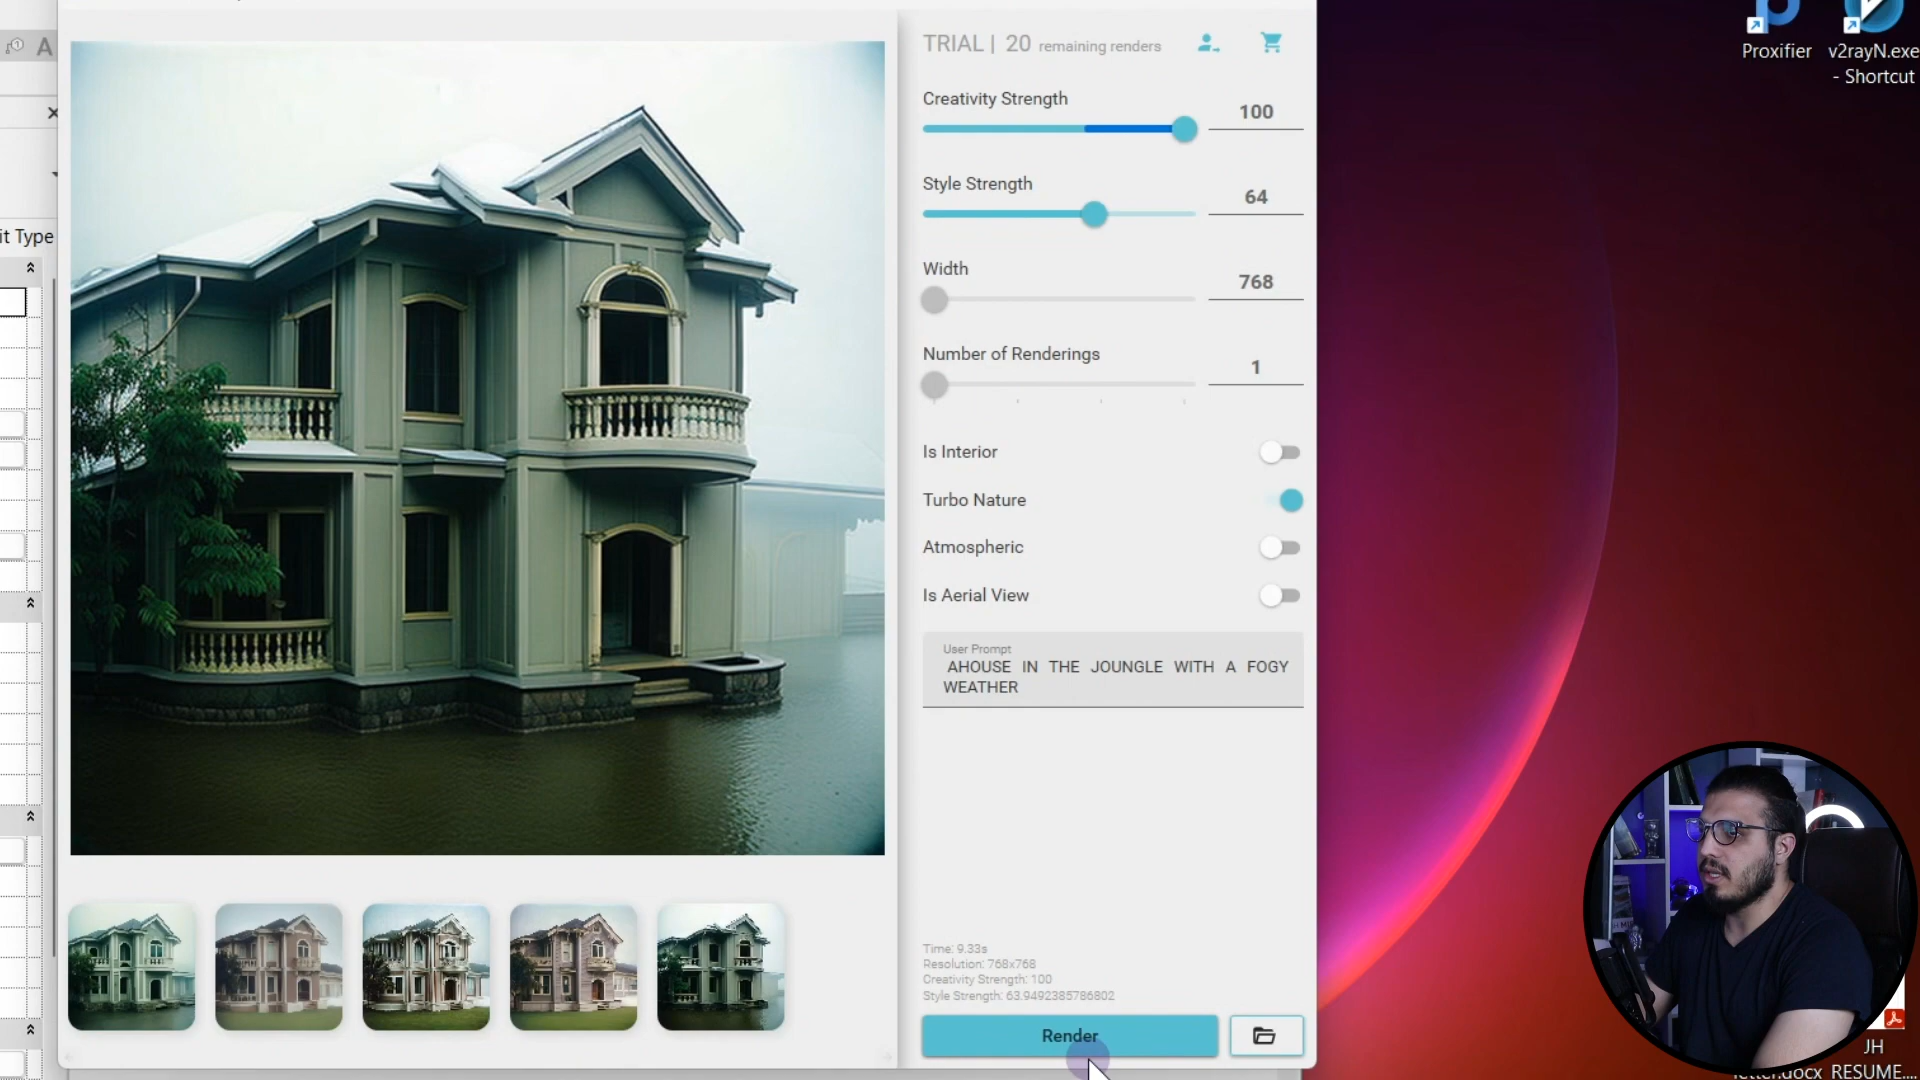 A
it Type
TRIAL | 20 remaining renders
Creativity Strength
100
Style Strength
64
Width
768
Number of Renderings
1
Is Interior
Turbo Nature
Atmospheric
Is Aerial View
User Prompt
AHOUSE IN THE JOUNGLE WITH A FOGY
WEATHER
Time: 9.33s
Resolution: 768x768
Creativity Strength: 100
Style Strength: 63.9492385786802
Render
Proxifier
v2rayN.exe
- Shortcut
JH
letter.docx RESUME....